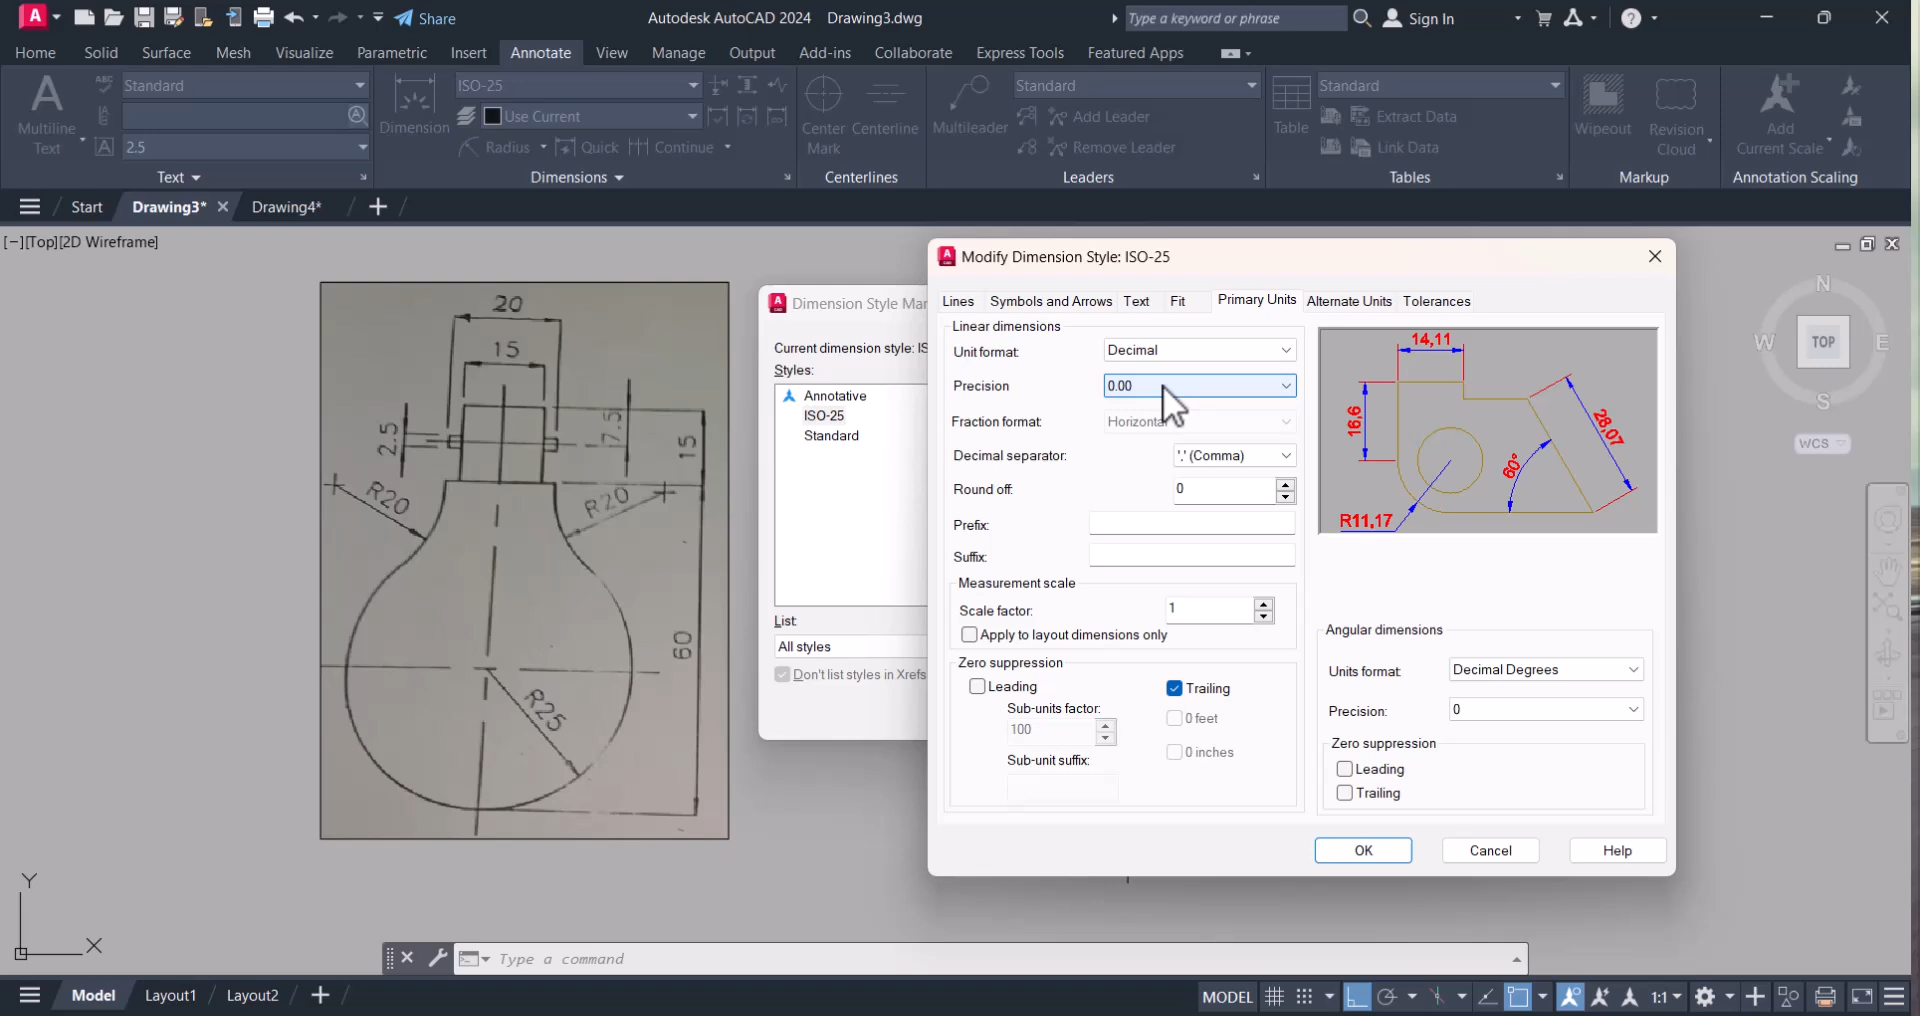 Share
Autodesk AutoCAD 2024 Drawing3.dwg
Type a keyword or phrase
Sign In
Home Solid Surface Mesh Visualize Parametric Insert Annotate View Manage Output Add-ins Collaborate Express Tools Featured Apps
Multiline
Text
Standard
2.5
Text
Dimension
ISO-25
Use Current
Radius Quick Continue
Dimensions
Center
Mark
Centerline
Centerlines
Multileader
Standard
Add Leader
Remove Leader
Leaders
Table
Standard
Extract Data
Link Data
Tables
Wipeout
Revision
Cloud
Markup
Add
Current Scale
Annotation Scaling
Start Drawing3* Drawing4*
[−][Top][2D Wireframe]
20
15
2.5
7.5
15
R20
R20
60
R25
Dimension Style Mar
Current dimension style: IS
Styles:
Annotative
ISO-25
Standard
List:
All styles
Don't list styles in Xrefs
Modify Dimension Style: ISO-25
Lines Symbols and Arrows Text Fit Primary Units Alternate Units Tolerances
Linear dimensions
Unit format: Decimal
Precision 0.00
Fraction format: Horizonta
Decimal separator: ',' (Comma)
Round off: 0
Prefix:
Suffix:
Measurement scale
Scale factor: 1
Apply to layout dimensions only
Zero suppression
Leading
Trailing
Sub-units factor:
100
0 feet
Sub-unit suffix:
0 inches
14,11
16,6
28,07
60°
R11,17
Angular dimensions
Units format: Decimal Degrees
Precision: 0
Zero suppression
Leading
Trailing
OK Cancel Help
N
W TOP E
S
WCS
Y
X
Type a command
Model Layout1 Layout2
MODEL
1:1